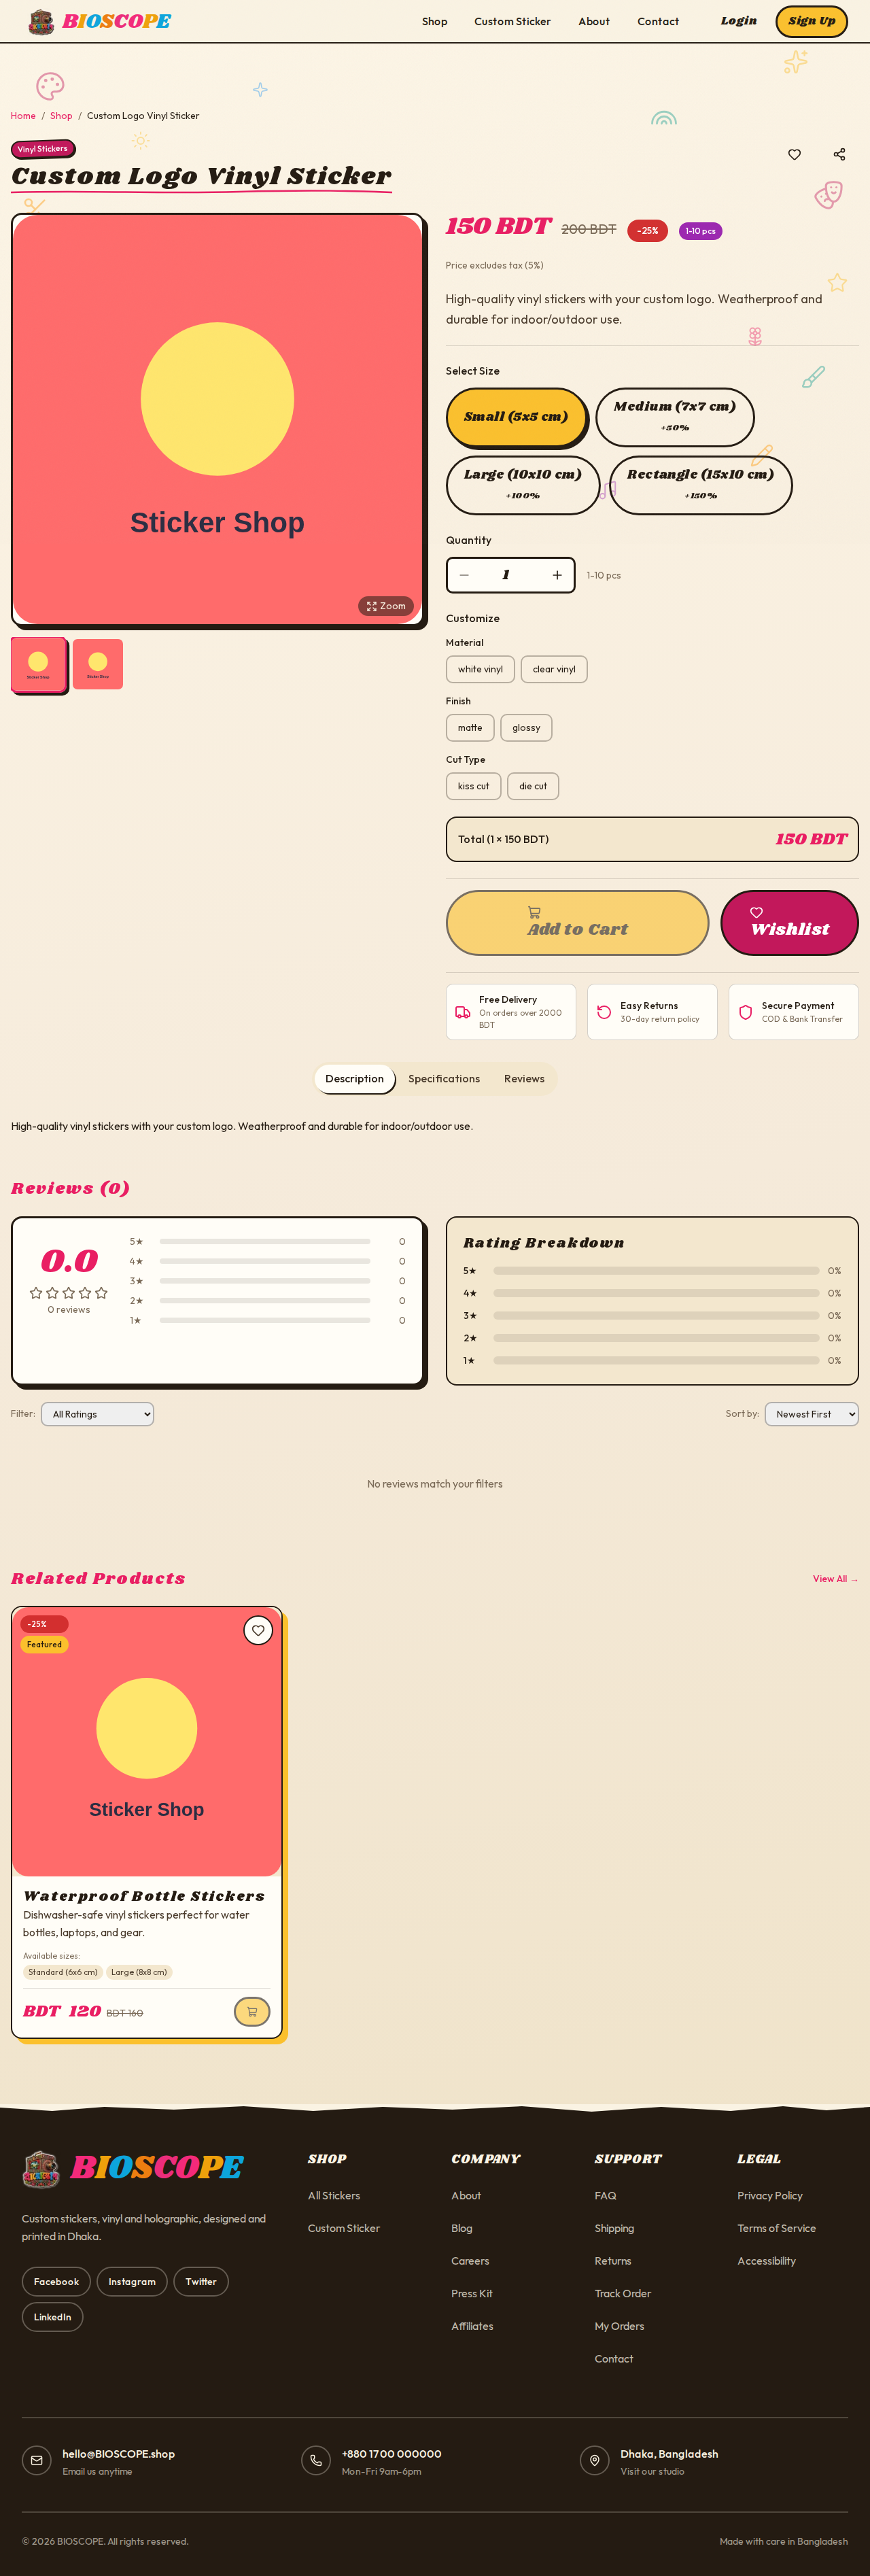 BIOSCOPE
Shop
Custom Sticker
About
Contact
Login
Sign Up
Home / Shop / Custom Logo Vinyl Sticker
Vinyl Stickers
Custom Logo Vinyl Sticker
Sticker Shop
Zoom
Sticker Shop
Sticker Shop
150 BDT 200 BDT -25% 1-10 pcs
Price excludes tax (5%)
High-quality vinyl stickers with your custom logo. Weatherproof and
durable for indoor/outdoor use.
Select Size
Small (5x5 cm)
Medium (7x7 cm)
+50%
Large (10x10 cm)
+100%
Rectangle (15x10 cm)
+150%
Quantity
1
1-10 pcs
Customize
Material
white vinyl
clear vinyl
Finish
matte
glossy
Cut Type
kiss cut
die cut
Total (1 × 150 BDT) 150 BDT
Add to Cart
Wishlist
Free Delivery
On orders over 2000
BDT
Easy Returns
30-day return policy
Secure Payment
COD & Bank Transfer
Description
Specifications
Reviews
High-quality vinyl stickers with your custom logo. Weatherproof and durable for indoor/outdoor use.
Reviews (0)
0.0
0 reviews
5★ 0
4★ 0
3★ 0
2★ 0
1★ 0
Rating Breakdown
5★ 0%
4★ 0%
3★ 0%
2★ 0%
1★ 0%
Filter: All Ratings
Sort by: Newest First
No reviews match your filters
Related Products
View All →
-25%
Featured
Sticker Shop
Waterproof Bottle Stickers
Dishwasher-safe vinyl stickers perfect for water
bottles, laptops, and gear.
Available sizes:
Standard (6x6 cm)
Large (8x8 cm)
BDT 120 BDT 160
BIOSCOPE
Custom stickers, vinyl and holographic, designed and
printed in Dhaka.
Facebook
Instagram
Twitter
LinkedIn
SHOP
All Stickers
Custom Sticker
COMPANY
About
Blog
Careers
Press Kit
Affiliates
SUPPORT
FAQ
Shipping
Returns
Track Order
My Orders
Contact
LEGAL
Privacy Policy
Terms of Service
Accessibility
hello@BIOSCOPE.shop
Email us anytime
+880 1700 000000
Mon-Fri 9am-6pm
Dhaka, Bangladesh
Visit our studio
© 2026 BIOSCOPE. All rights reserved.
Made with care in Bangladesh